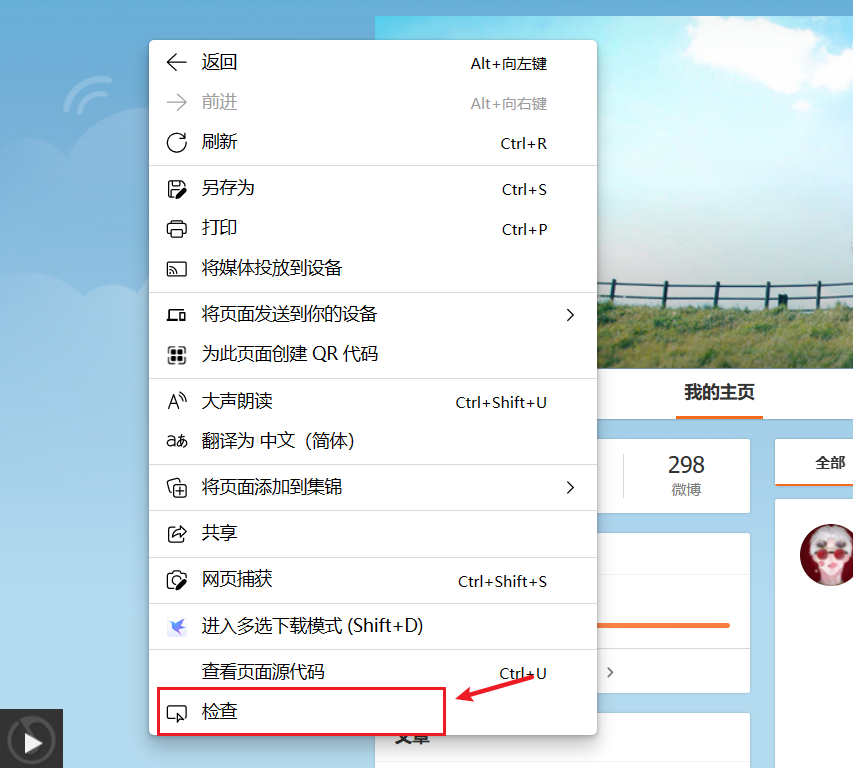 返回 Alt+向左键
前进 Alt+向右键
刷新 Ctrl+R
另存为 Ctrl+S
打印 Ctrl+P
将媒体投放到设备
将页面发送到你的设备
为此页面创建 QR 代码
大声朗读 Ctrl+Shift+U
翻译为 中文（简体）
将页面添加到集锦
共享
网页捕获 Ctrl+Shift+S
进入多选下载模式 (Shift+D)
查看页面源代码 Ctrl+U
检查
我的主页
298
微博
全部
文章